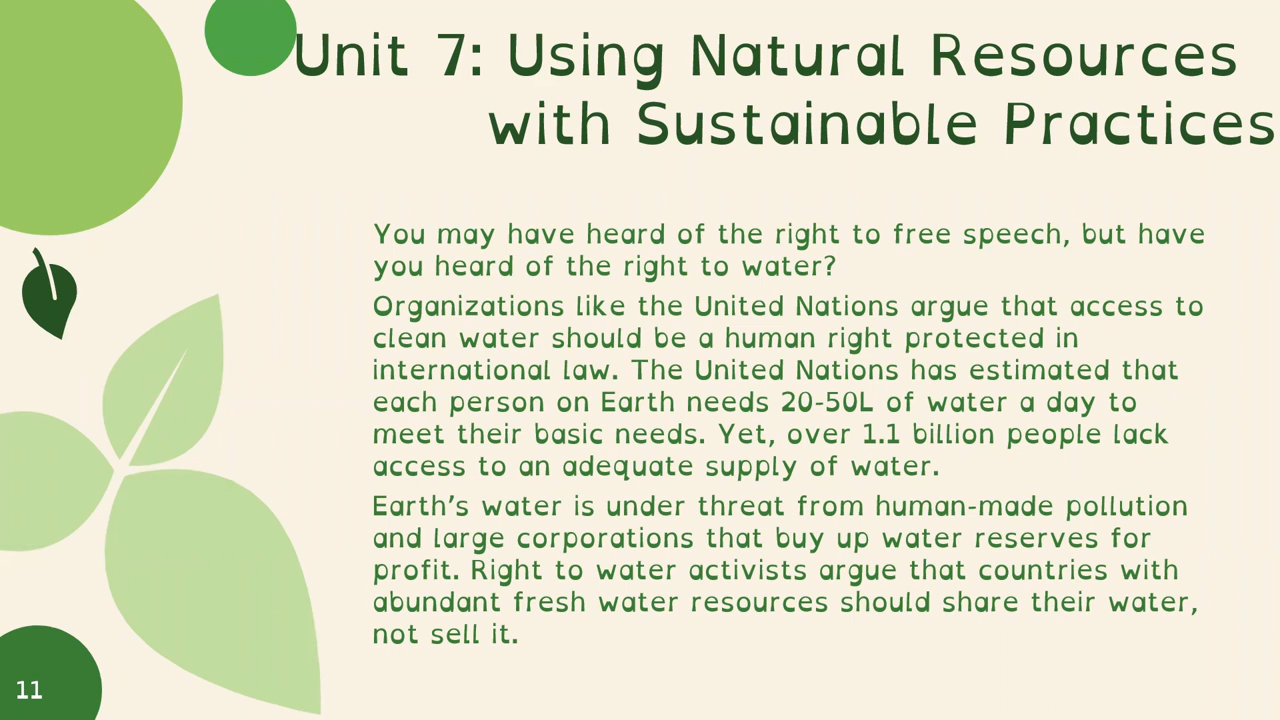 Unit 7: Using Natural Resources
with Sustainable Practices
You may have heard of the right to free speech, but have
you heard of the right to water?
Organizations like the United Nations argue that access to
clean water should be a human right protected in
international law. The United Nations has estimated that
each person on Earth needs 20-50L of water a day to
meet their basic needs. Yet, over 1.1 billion people lack
access to an adequate supply of water.
Earth's water is under threat from human-made pollution
and large corporations that buy up water reserves for
profit. Right to water activists argue that countries with
abundant fresh water resources should share their water,
not sell it.
11